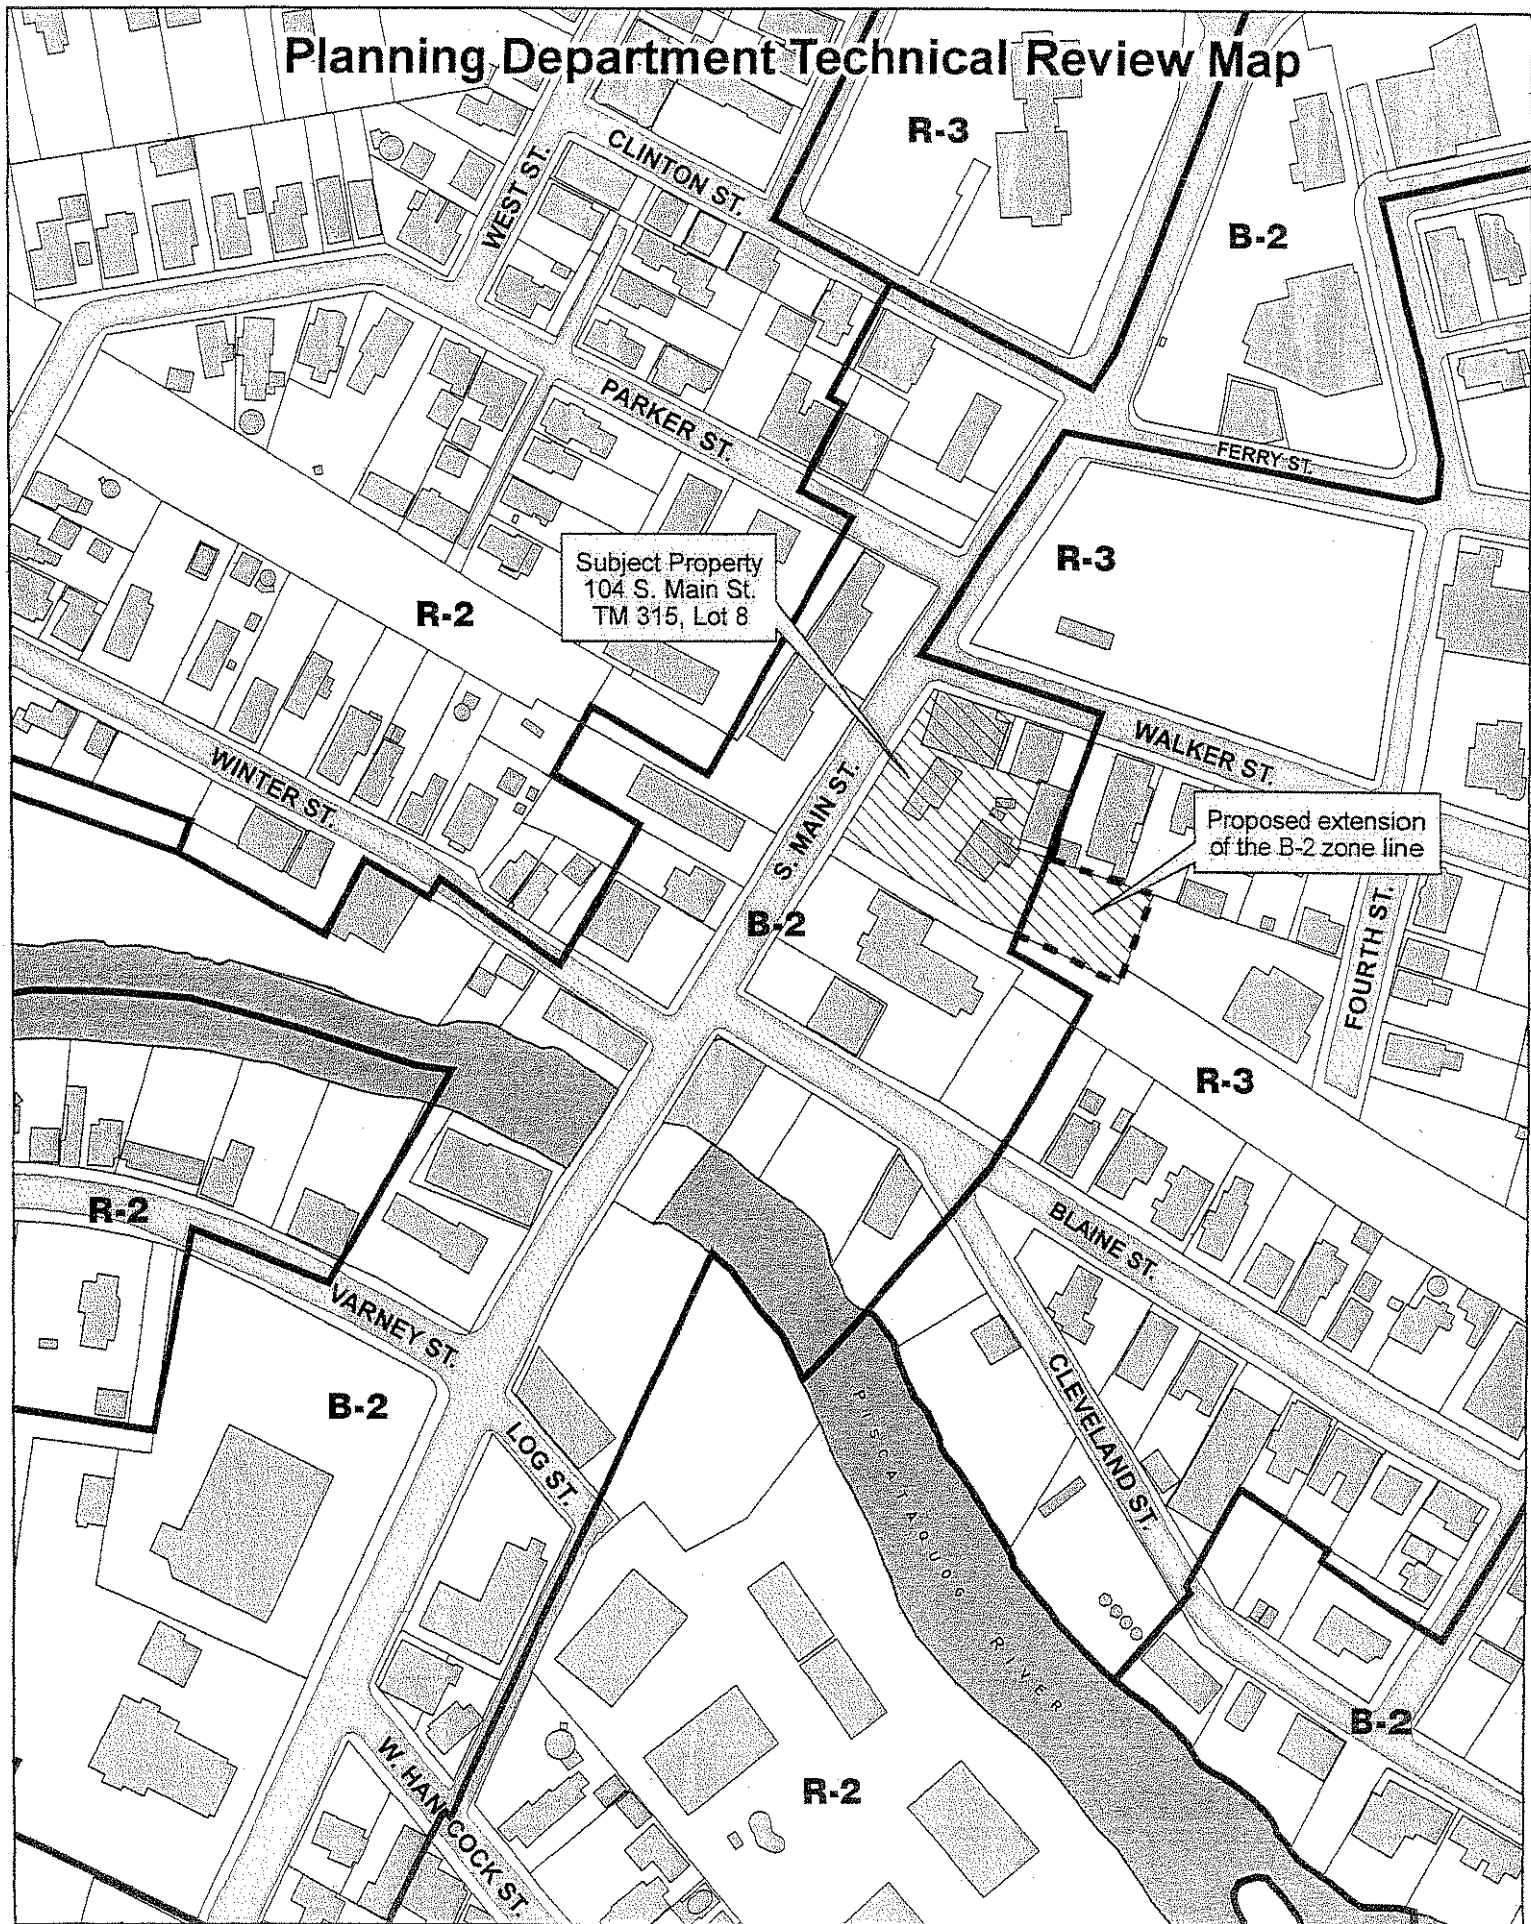 Planning Department Technical Review Map
R-3
CLINTON ST.
WEST ST.
B-2
PARKER ST.
FERRY ST.
Subject Property
104 S. Main St.
TM 315, Lot 8
R-3
R-2
WALKER ST.
WINTER ST.
S. MAIN ST.
Proposed extension
of the B-2 zone line
B-2
FOURTH ST.
R-3
R-2
BLAINE ST.
VARNEY ST.
CLEVELAND ST.
B-2
LOG ST.
PISCATAQUOG RIVER
B-2
W. HANCOCK ST.
R-2